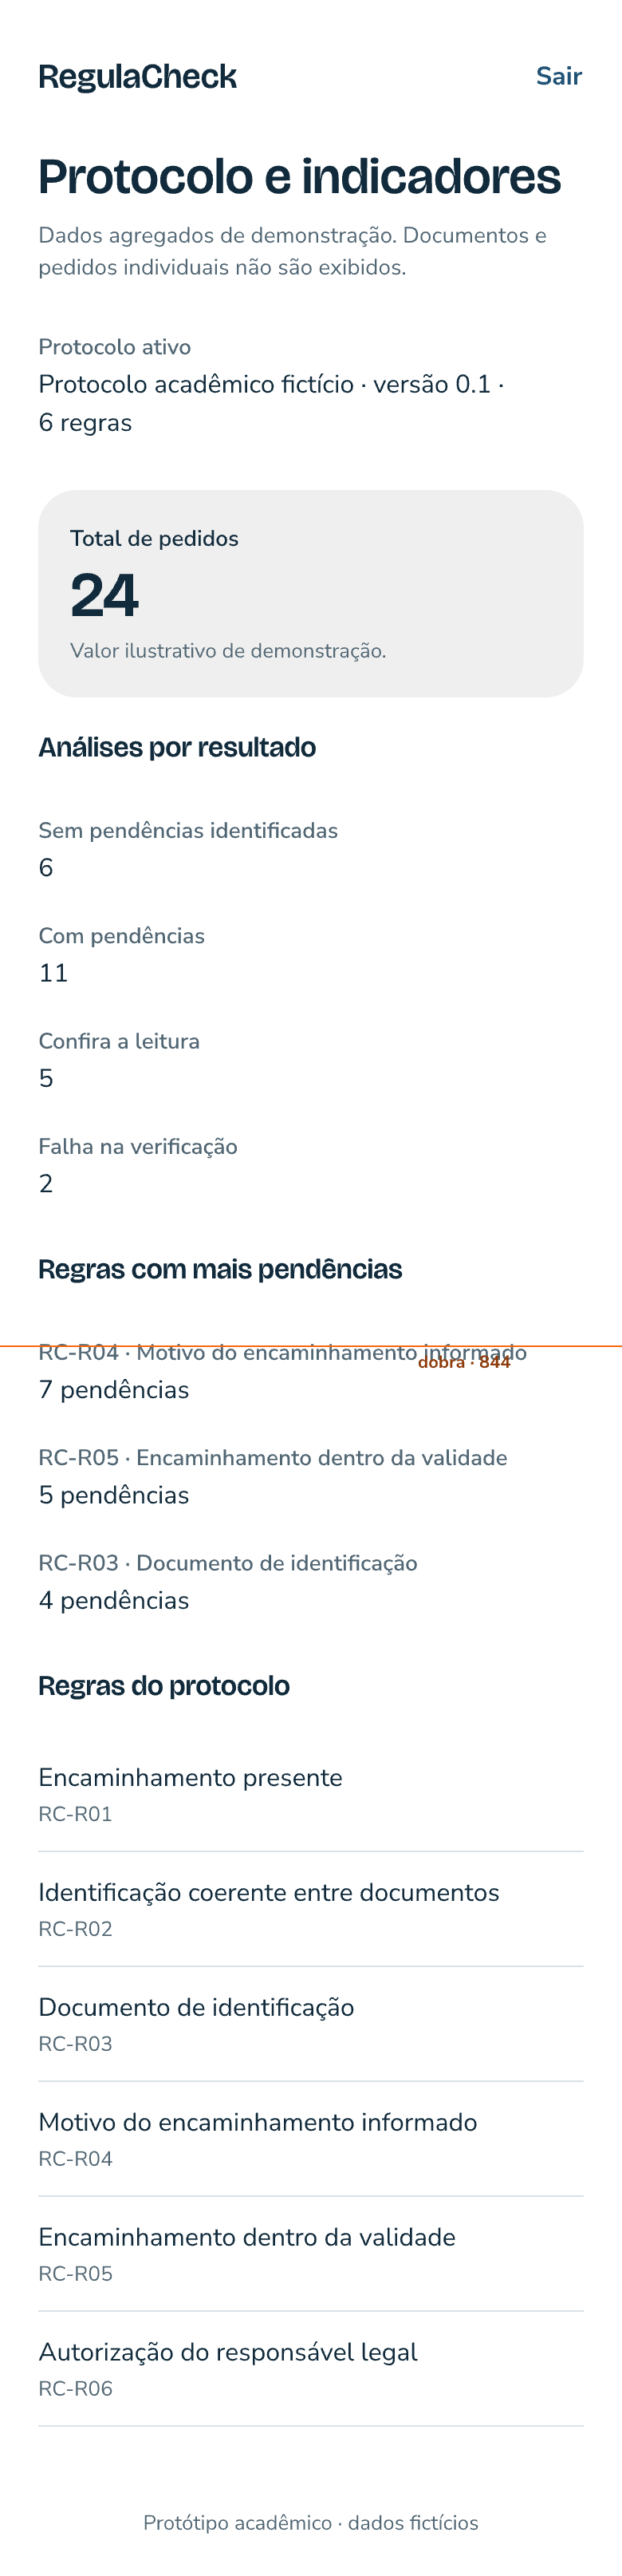 RegulaCheck
Sair
Protocolo e indicadores
Dados agregados de demonstração. Documentos e
pedidos individuais não são exibidos.
Protocolo ativo
Protocolo acadêmico fictício · versão 0.1 ·
6 regras
Total de pedidos
24
Valor ilustrativo de demonstração.
Análises por resultado
Sem pendências identificadas
6
Com pendências
11
Confira a leitura
5
Falha na verificação
2
Regras com mais pendências
RC-R04 · Motivo do encaminhamento informado
dobra · 844
7 pendências
RC-R05 · Encaminhamento dentro da validade
5 pendências
RC-R03 · Documento de identificação
4 pendências
Regras do protocolo
Encaminhamento presente
RC-R01
Identificação coerente entre documentos
RC-R02
Documento de identificação
RC-R03
Motivo do encaminhamento informado
RC-R04
Encaminhamento dentro da validade
RC-R05
Autorização do responsável legal
RC-R06
Protótipo acadêmico · dados fictícios